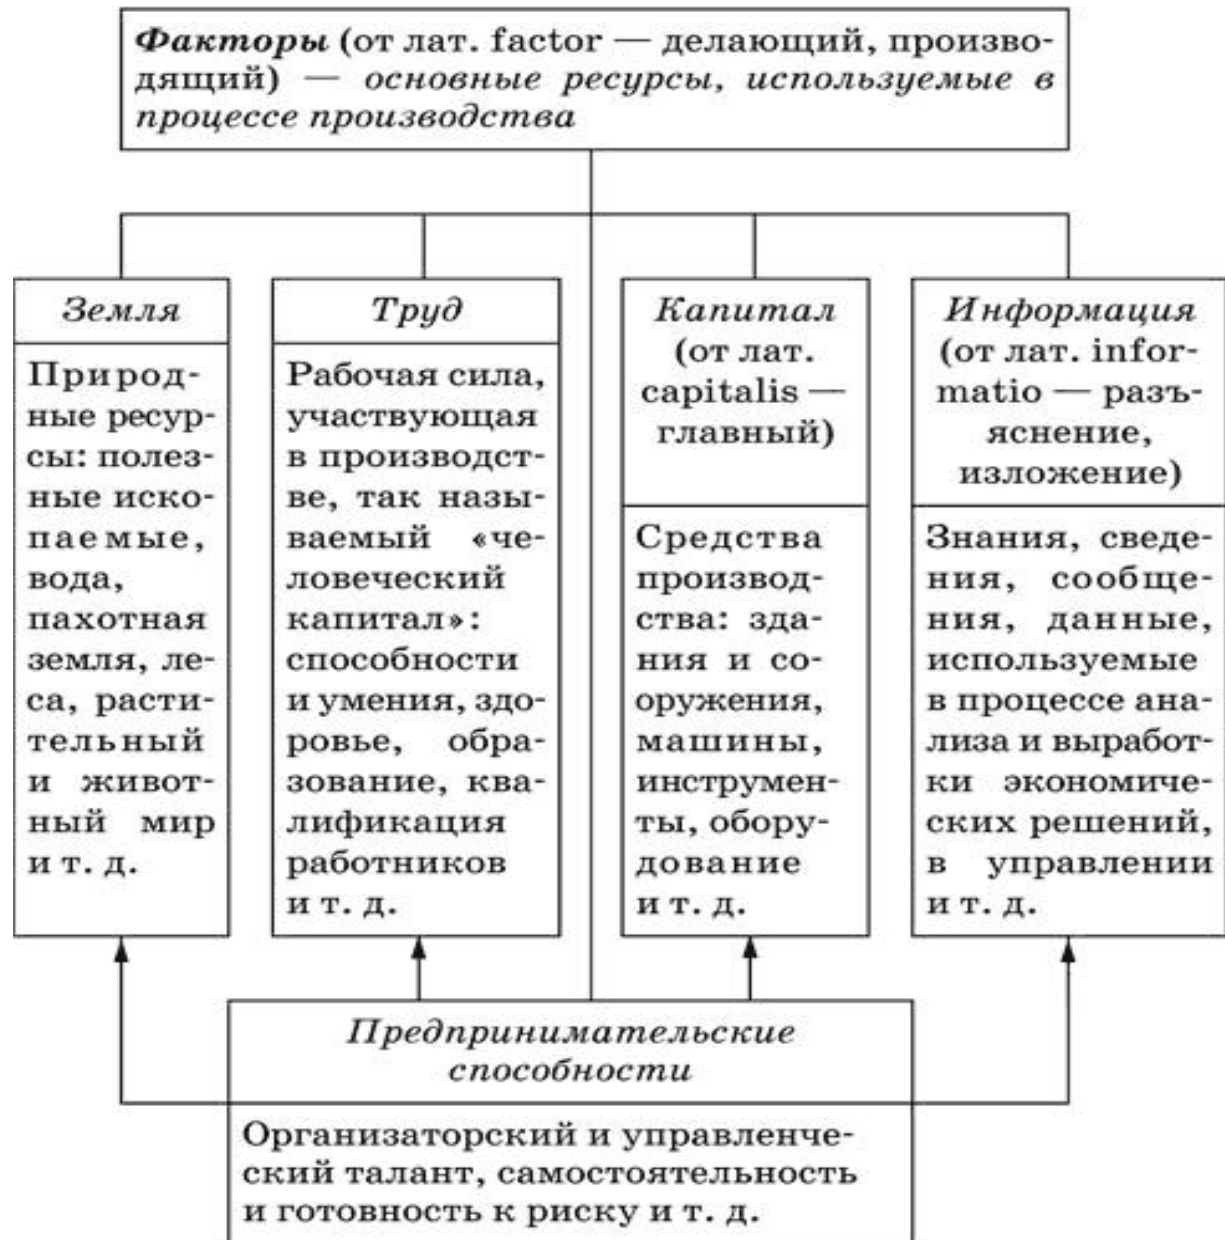 Факторы (от лат. factor — делающий, произво-
дящий) — основные ресурсы, используемые в
процессе производства
Земля
Природ-
ные ресур-
сы: полез-
ные иско-
паемые,
вода,
пахотная
земля, ле-
са, расти-
тельный
и живот-
ный мир
и т. д.
Труд
Рабочая сила,
участвующая
в производст-
ве, так назы-
ваемый «че-
ловеческий
капитал»:
способности
и умения, здо-
ровье, обра-
зование, ква-
лификация
работников
и т. д.
Капитал
(от лат.
capitalis —
главный)
Средства
производ-
ства: зда-
ния и со-
оружения,
машины,
инструмен-
ты, обору-
дование
и т. д.
Информация
(от лат. infor-
matio — разъ-
яснение,
изложение)
Знания, сведе-
ния, сообще-
ния, данные,
используемые
в процессе ана-
лиза и выработ-
ки экономиче-
ских решений,
в управлении
и т. д.
Предпринимательские
способности
Организаторский и управленче-
ский талант, самостоятельность
и готовность к риску и т. д.